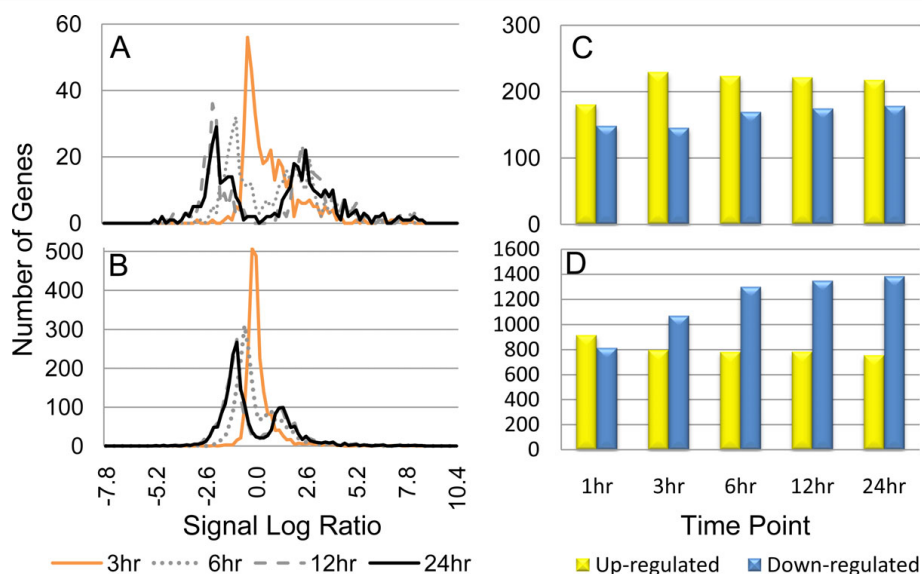 A
60
40
20
0
B
500
400
300
200
100
0
Number of Genes
-7.8 -5.2 -2.6 0.0 2.6 5.2 7.8 10.4
Signal Log Ratio
3hr 6hr 12hr 24hr
C
300
200
100
0
D
1600
1400
1200
1000
800
600
400
200
0
1hr 3hr 6hr 12hr 24hr
Time Point
Up-regulated Down-regulated